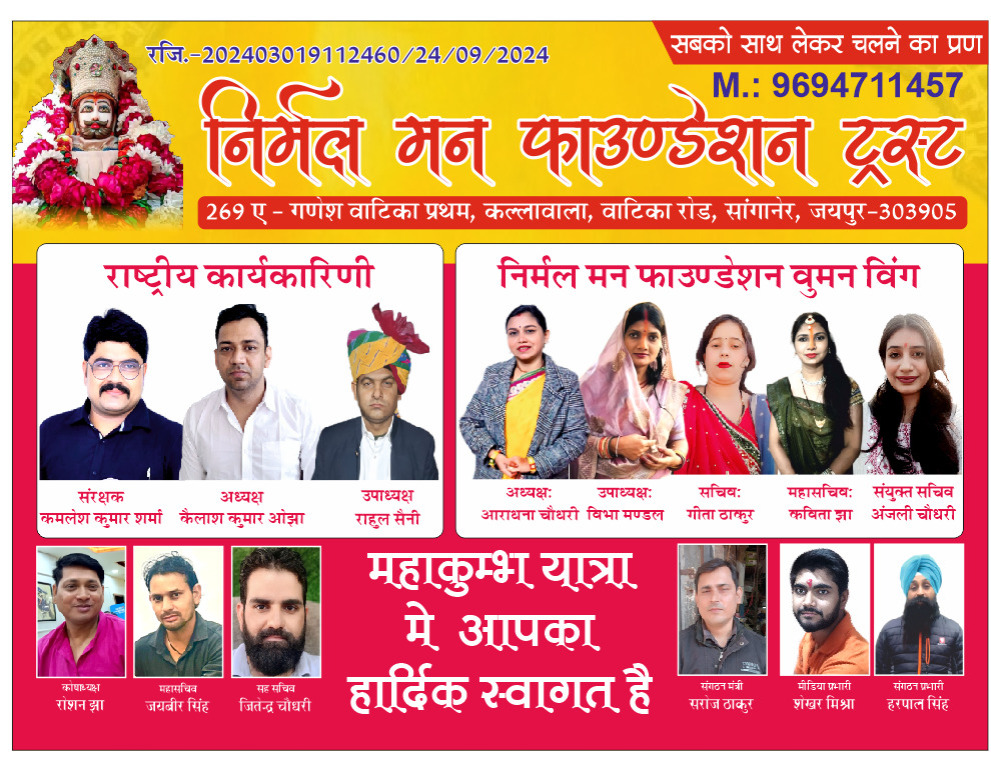 रजि.-202403019112460/24/09/2024
सबको साथ लेकर चलने का प्रण
M.: 9694711457
निर्मल मन फाउण्डेशन ट्रस्ट
269 ए - गणेश वाटिका प्रथम, कल्लावाला, वाटिका रोड, सांगानेर, जयपुर-303905
राष्ट्रीय कार्यकारिणी
संरक्षक
कमलेश कुमार शर्मा
अध्यक्ष
कैलाश कुमार ओझा
उपाध्यक्ष
राहुल सैनी
निर्मल मन फाउण्डेशन वुमन विंग
अध्यक्षः
आराधना चौधरी
उपाध्यक्षः
विभा मण्डल
सचिवः
गीता ठाकुर
महासचिवः
कविता झा
संयुक्त सचिव
अंजली चौधरी
कोषाध्यक्ष
रोशन झा
महासचिव
जयबीर सिंह
सह सचिव
जितेन्द्र चौधरी
महाकुम्भ यात्रा
मे आपका
हार्दिक स्वागत है
संगठन मंत्री
सरोज ठाकुर
मीडिया प्रभारी
शेखर मिश्रा
संगठन प्रभारी
हरपाल सिंह